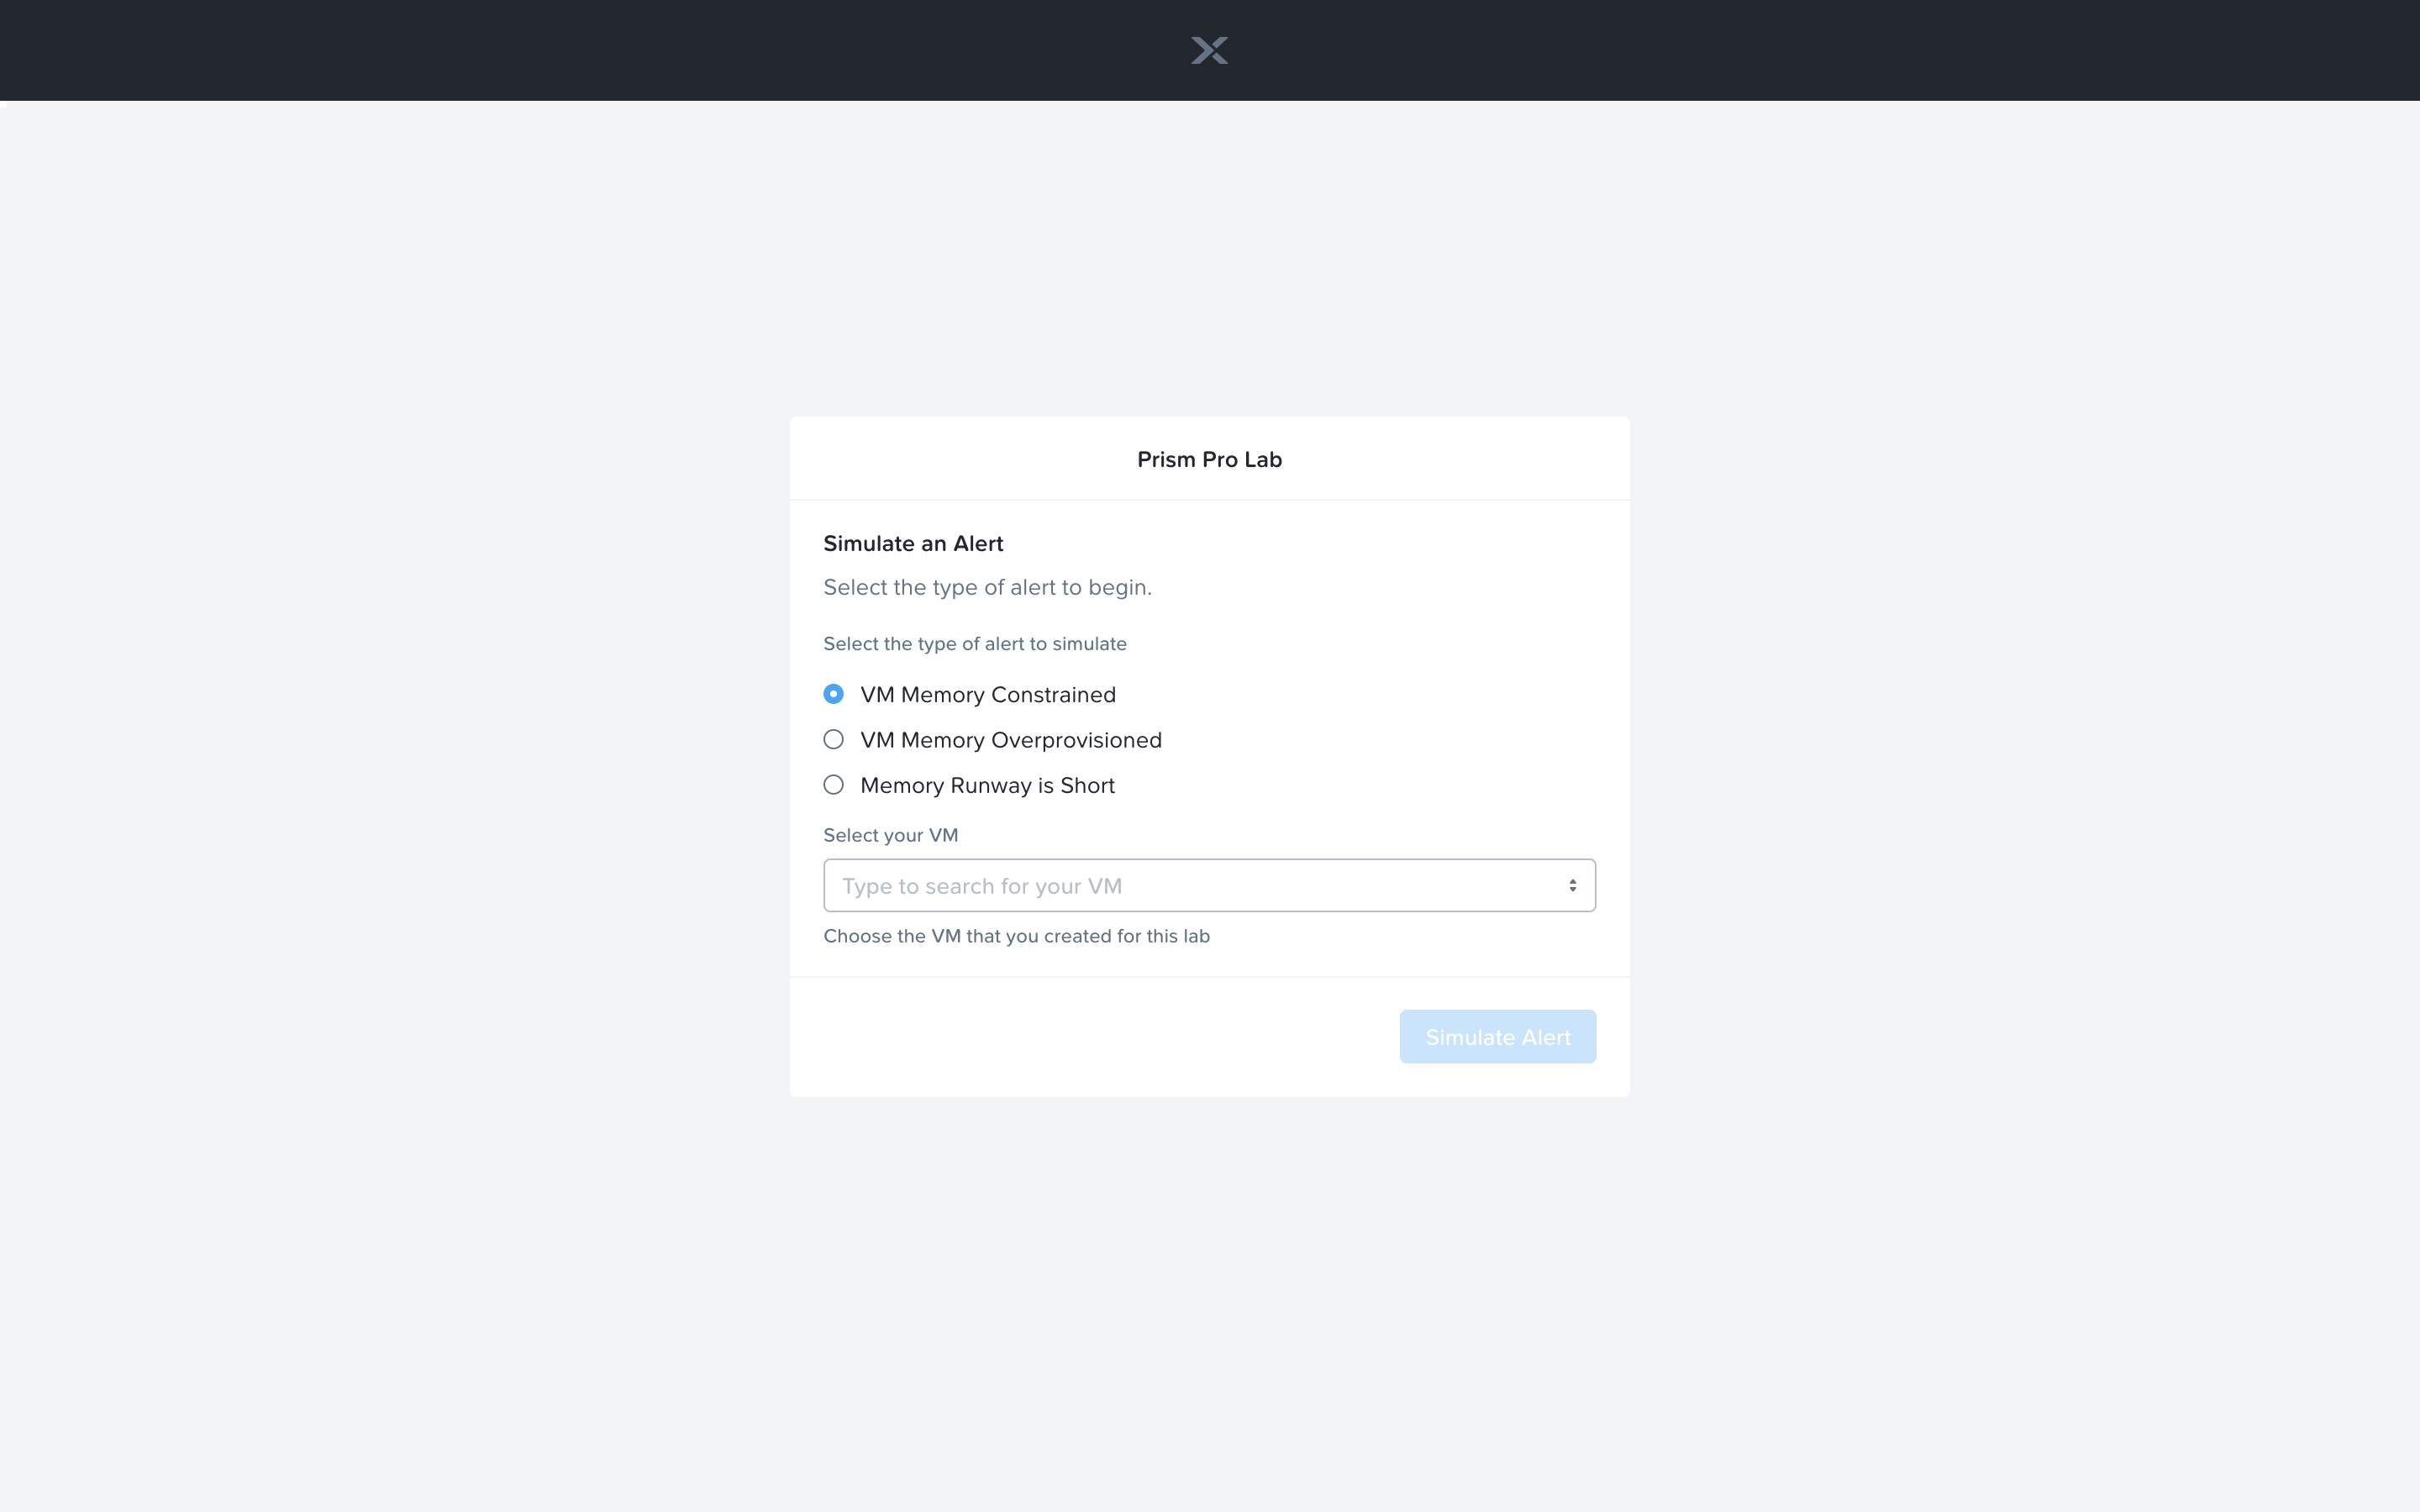 Prism Pro Lab
Simulate an Alert
Select the type of alert to begin.
Select the type of alert to simulate
VM Memory Constrained
VM Memory Overprovisioned
Memory Runway is Short
Select your VM
Type to search for your VM
Choose the VM that you created for this lab
Simulate Alert